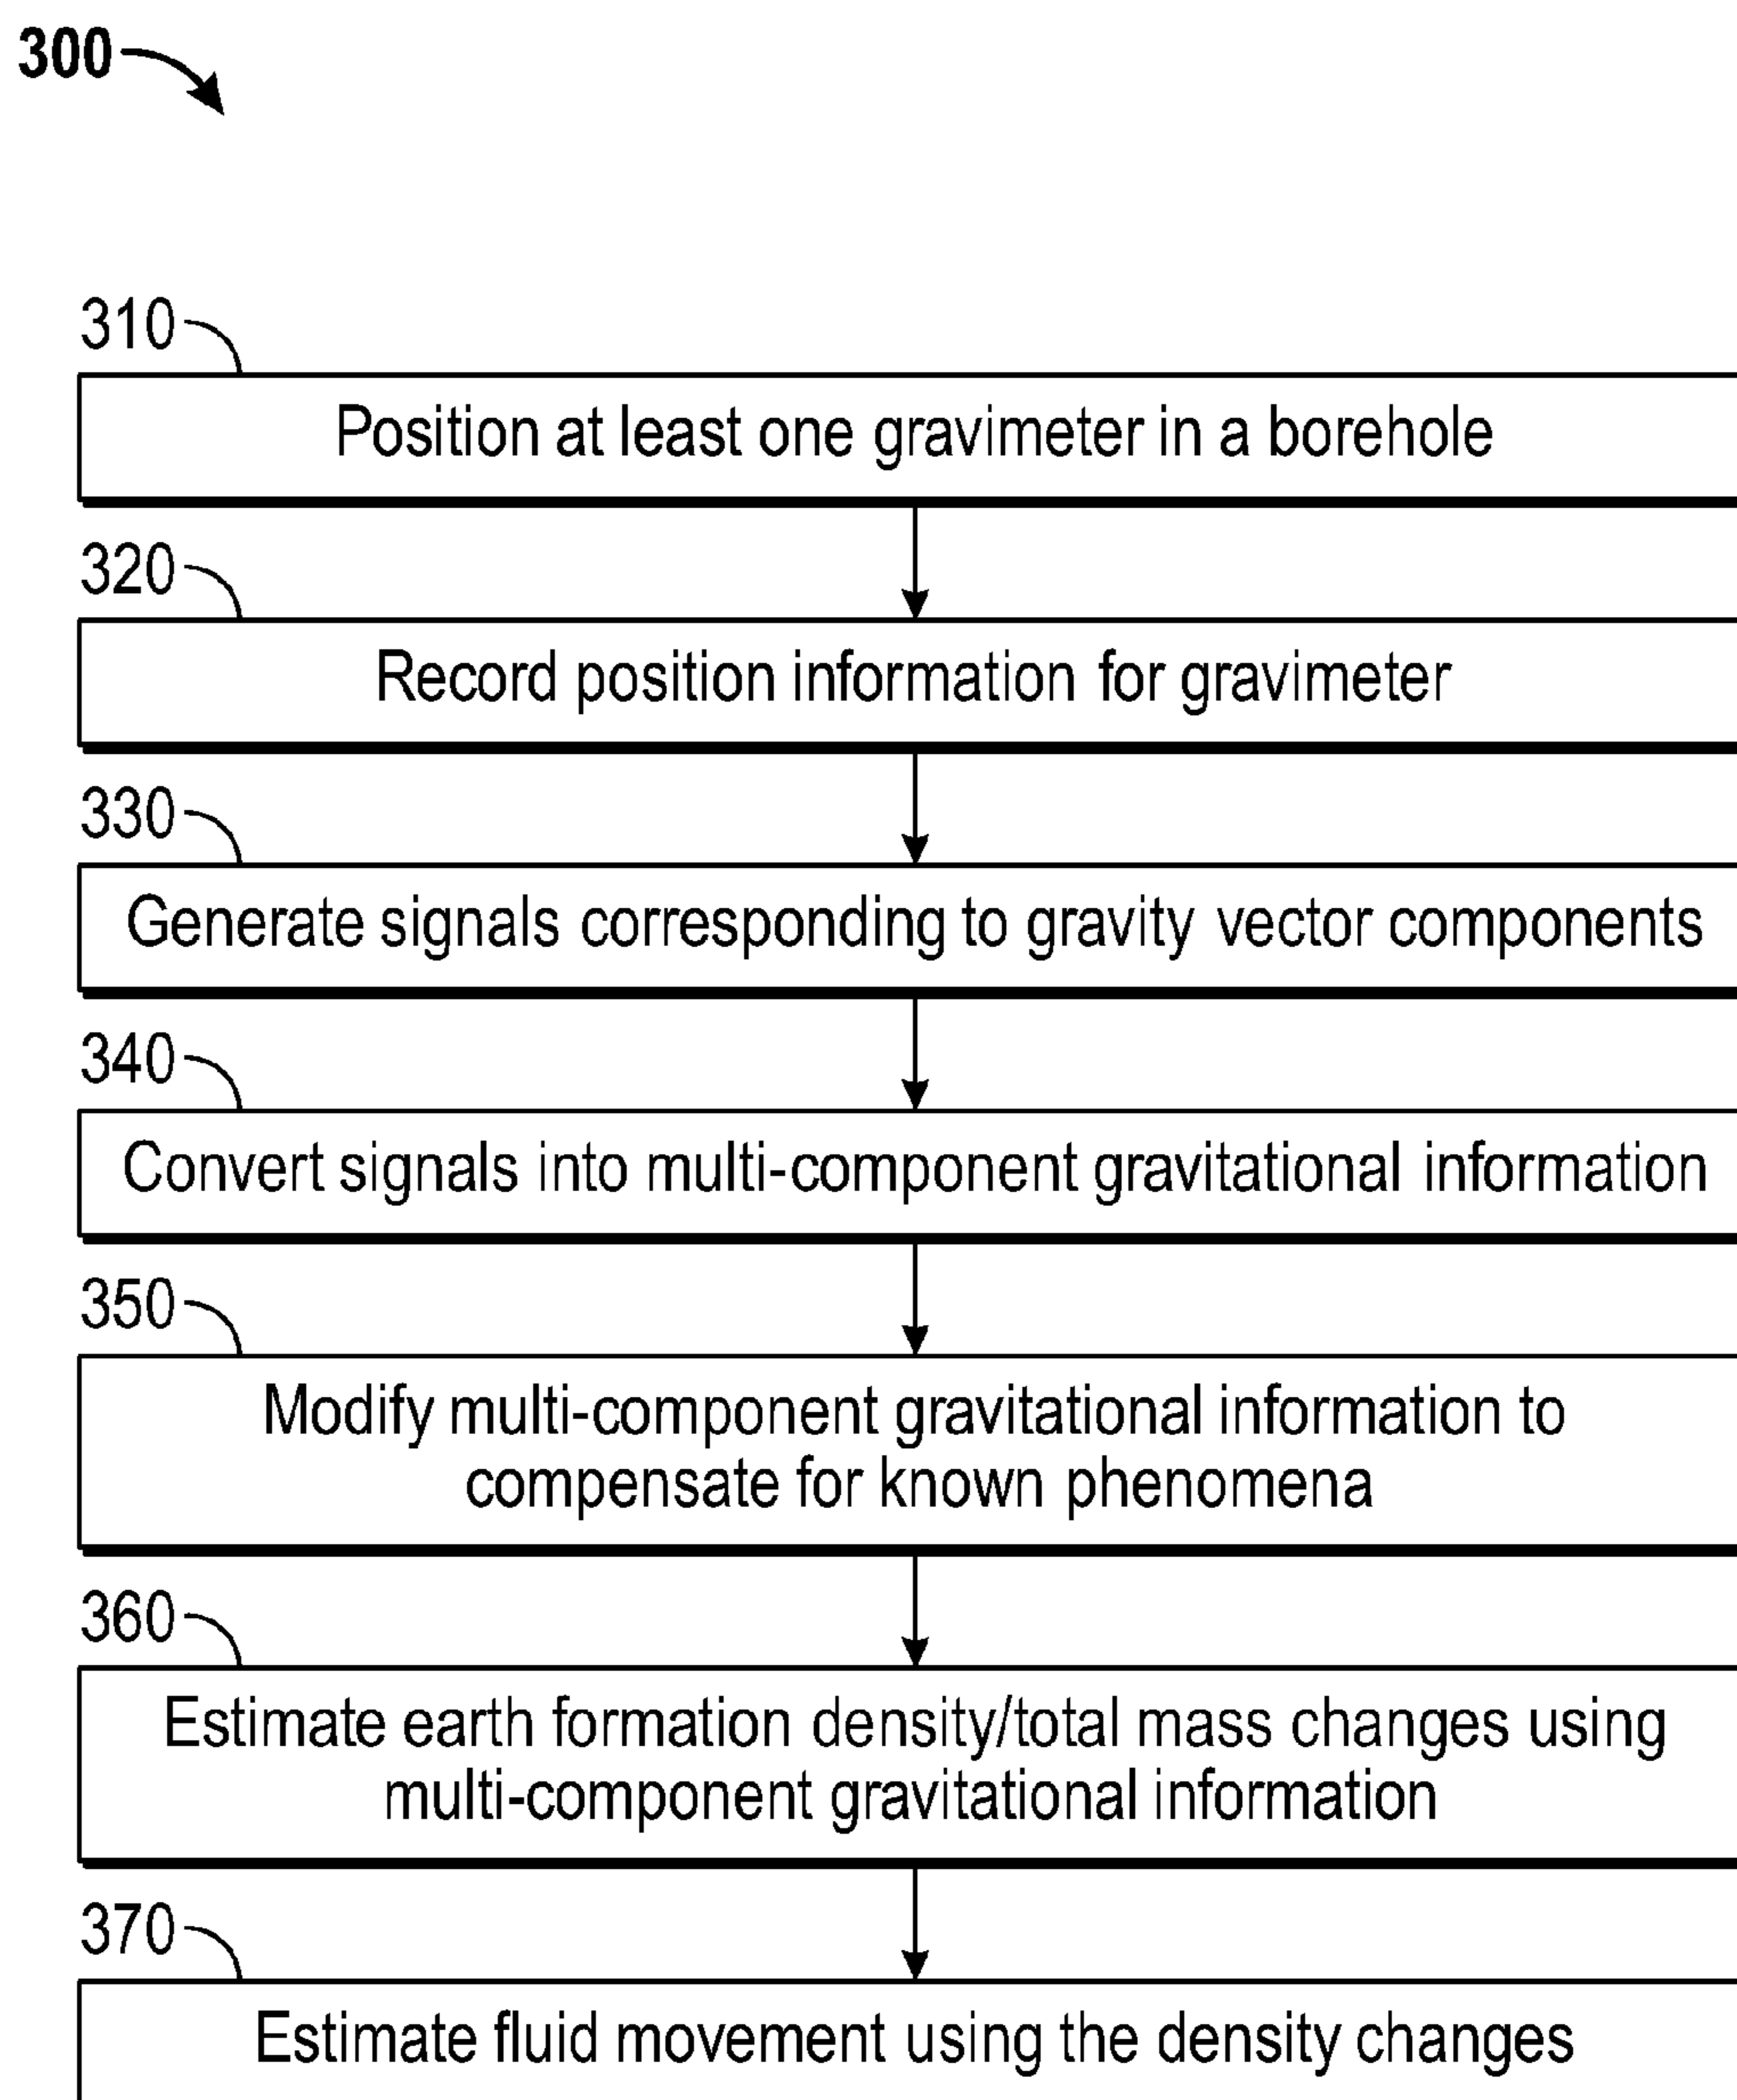 300
310
Position at least one gravimeter in a borehole
320
Record position information for gravimeter
330
Generate signals corresponding to gravity vector components
340
Convert signals into multi-component gravitational information
350
Modify multi-component gravitational information to
compensate for known phenomena
360
Estimate earth formation density/total mass changes using
multi-component gravitational information
370
Estimate fluid movement using the density changes